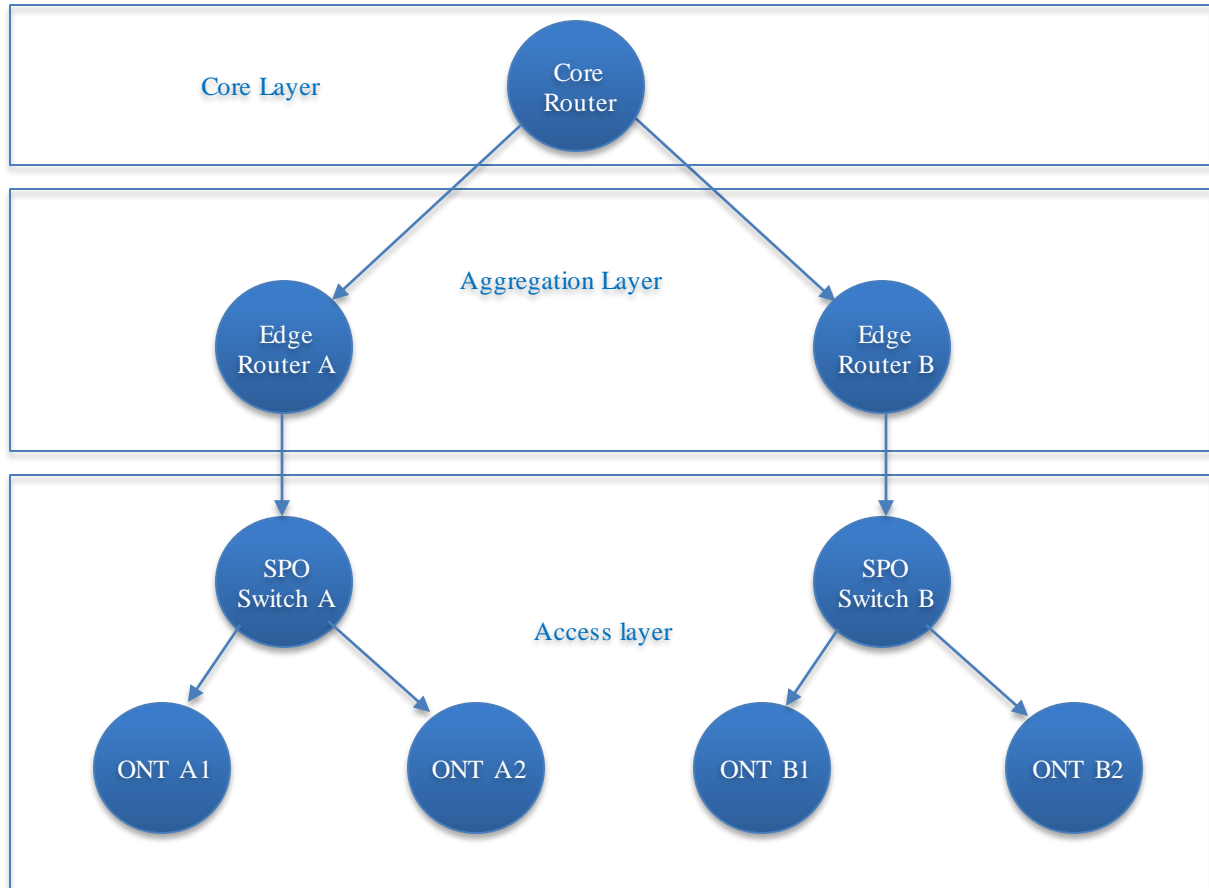 Core Layer
Core
Router
Aggregation Layer
Edge
Router A
Edge
Router B
SPO
Switch A
SPO
Switch B
Access layer
ONT A1
ONT A2
ONT B1
ONT B2